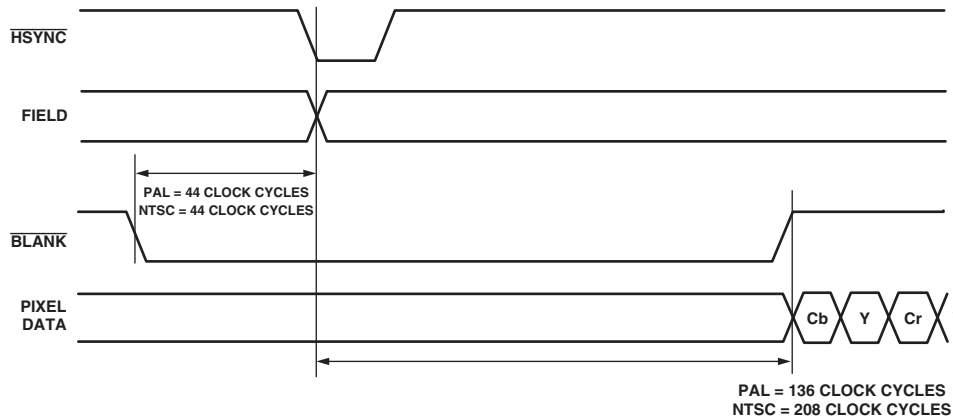 HSYNC
FIELD
PAL = 44 CLOCK CYCLES
NTSC = 44 CLOCK CYCLES
BLANK
PIXEL
DATA
Cb Y Cr
PAL = 136 CLOCK CYCLES
NTSC = 208 CLOCK CYCLES